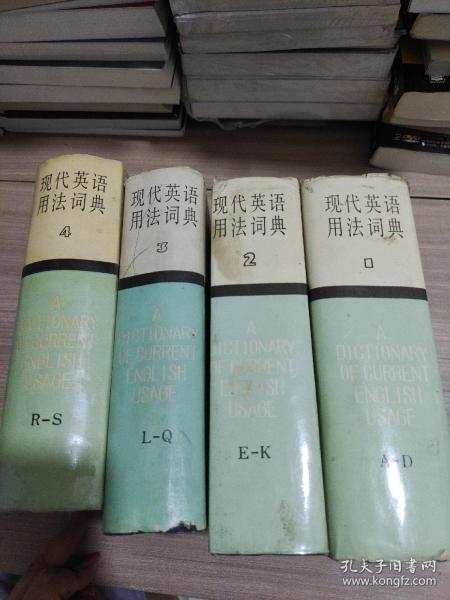 现代英语
用法词典
4
A
DICTIONARY
OF CURRENT
ENGLISH
USAGE
R-S
现代英语
用法词典
3
A
DICTIONARY
OF CURRENT
ENGLISH
USAGE
L-Q
现代英语
用法词典
2
A
DICTIONARY
OF CURRENT
ENGLISH
USAGE
E-K
现代英语
用法词典
A
DICTIONARY
OF CURRENT
ENGLISH
USAGE
A-D
孔夫子旧书网
www.kongfz.com